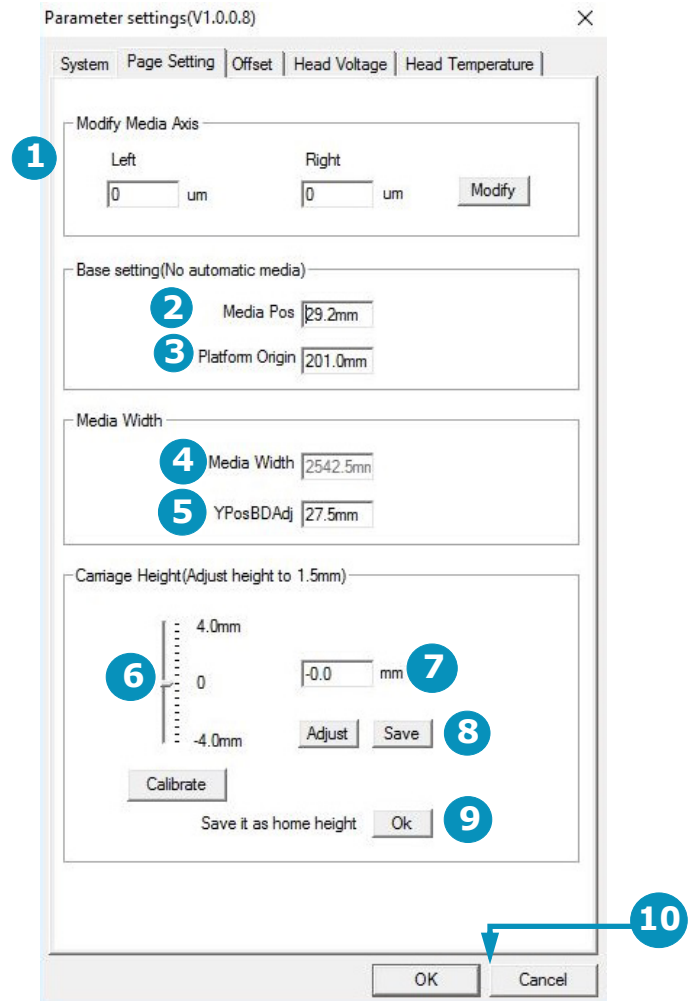 Parameter settings(V1.0.0.8)
System Page Setting Offset Head Voltage Head Temperature
Modify Media Axis
1
Left Right
0 um 0 um Modify
Base setting(No automatic media)
2 Media Pos 29.2mm
3 Platform Origin 201.0mm
Media Width
4 Media Width 2542.5mm
5 YPosBDAdj 27.5mm
Carriage Height(Adjust height to 1.5mm)
4.0mm
6 0 -0.0 mm 7
-4.0mm Adjust Save 8
Calibrate
Save it as home height Ok 9
10
OK Cancel